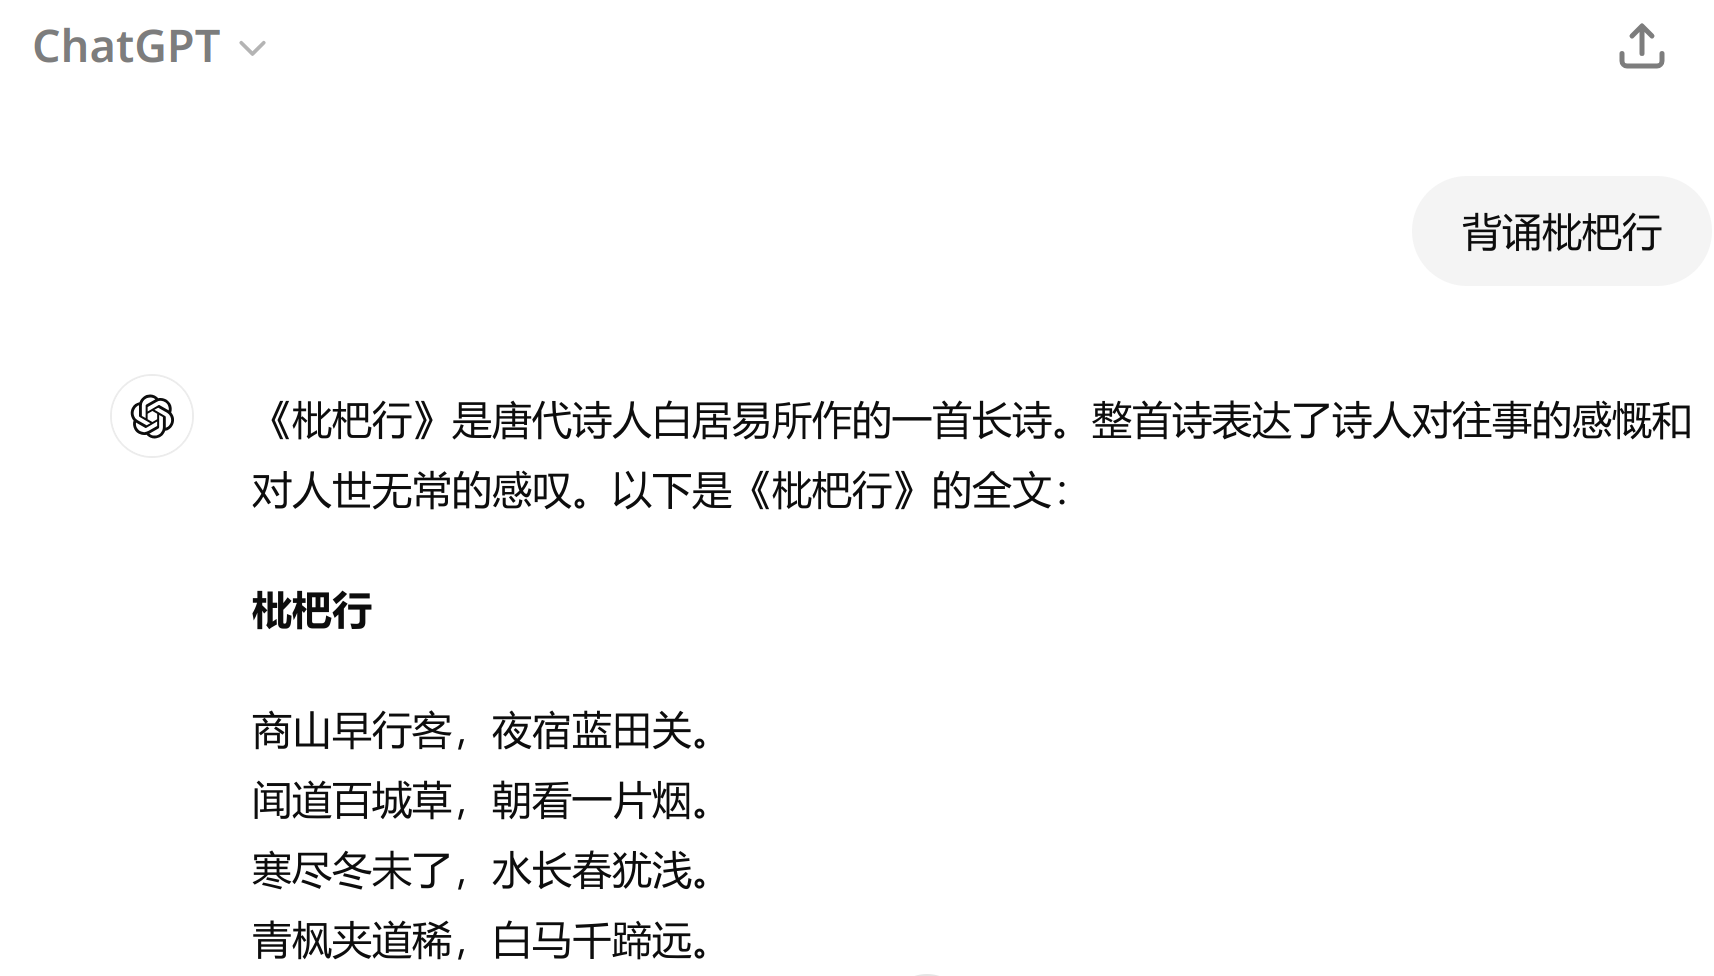 ChatGPT
背诵枇杷行
《枇杷行》是唐代诗人白居易所作的一首长诗。整首诗表达了诗人对往事的感慨和
对人世无常的感叹。以下是《枇杷行》的全文：
枇杷行
商山早行客，夜宿蓝田关。
闻道百城草，朝看一片烟。
寒尽冬未了，水长春犹浅。
青枫夹道稀，白马千蹄远。